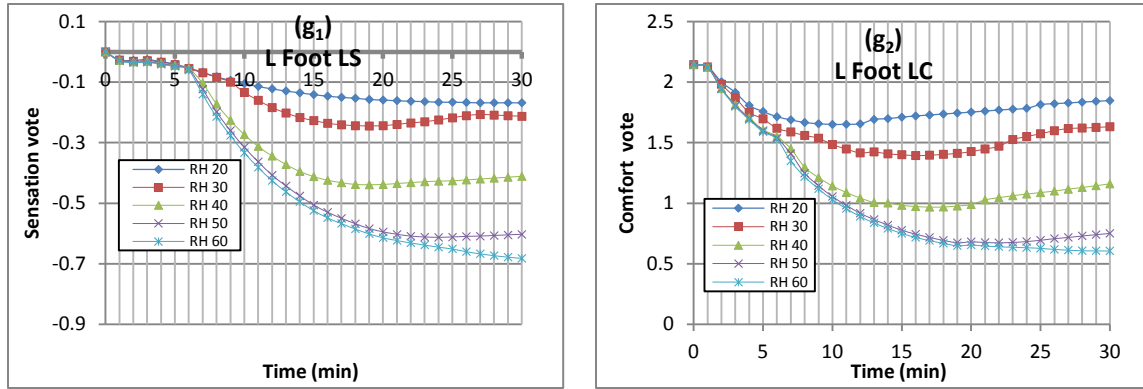 (g1)
L Foot LS
0.1
-0.1
-0.3
-0.5
-0.7
-0.9
0 5 10 15 20 25 30
Sensation vote
Time (min)
RH 20
RH 30
RH 40
RH 50
RH 60
(g2)
L Foot LC
2.5
2
1.5
1
0.5
0
0 5 10 15 20 25 30
Comfort vote
Time (min)
RH 20
RH 30
RH 40
RH 50
RH 60